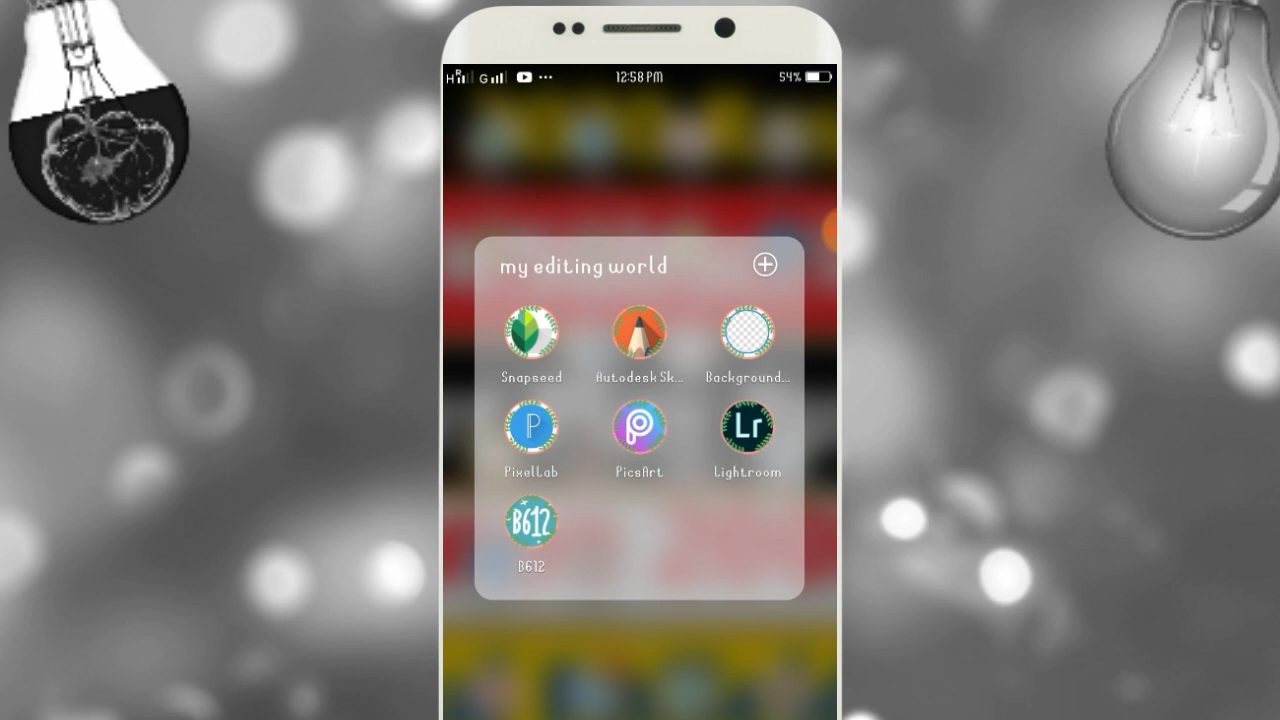 H R G 12:58 PM 54%
my editing world
Snapseed Autodesk Sk... Background...
P Lr
PixelLab PicsArt Lightroom
B612
B612